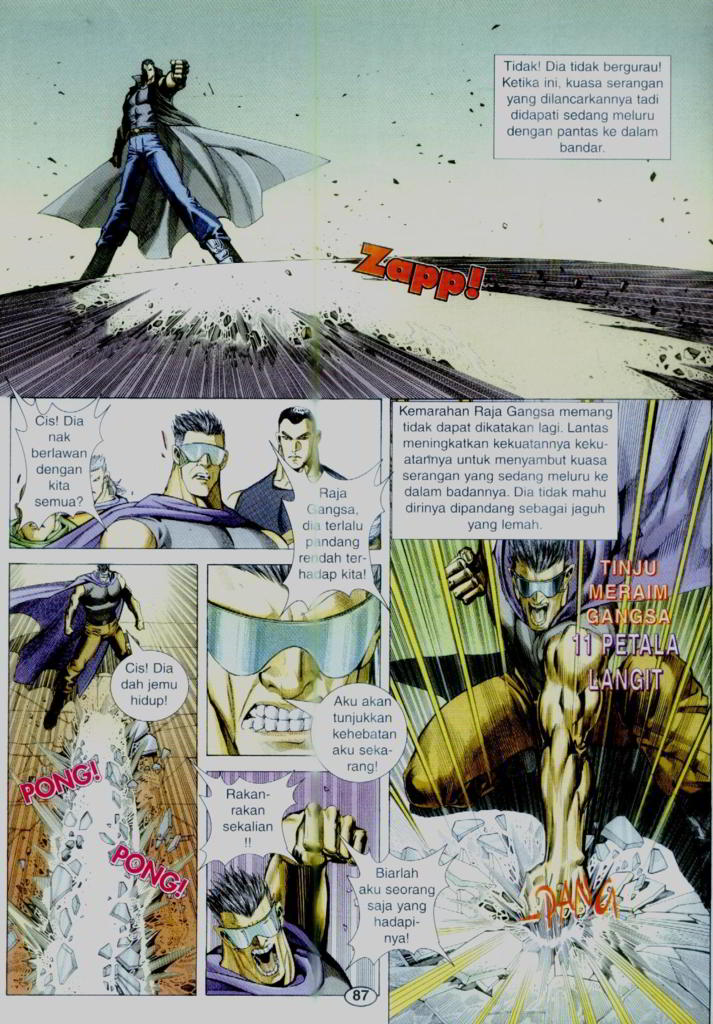 Tidak! Dia tidak bergurau!
Ketika ini, kuasa serangan
yang dilancarkannya tadi
didapati sedang meluru
dengan pantas ke dalam
bandar.
Zapp!
Cis! Dia
nak
berlawan
dengan
kita
semua?
Raja
Gangsa,
dia terlalu
pandang
rendah ter-
hadap kita!
Kemarahan Raja Gangsa memang
tidak dapat dikatakan lagi. Lantas
meningkatkan kekuatannya keku-
atannya untuk menyambut kuasa
serangan yang sedang meluru ke
dalam badannya. Dia tidak mahu
dirinya dipandang sebagai jaguh
yang lemah.
Cis! Dia
dah jemu
hidup!
PONG!
PONG!
Aku akan
tunjukkan
kehebatan
aku seka-
rang!
Rakan-
rakan
sekalian
!!
Biarlah
aku seorang
saja yang
hadapi-
nya!
TINJU
MERAIM
GANGSA
11 PETALA
LANGIT
DANG
87